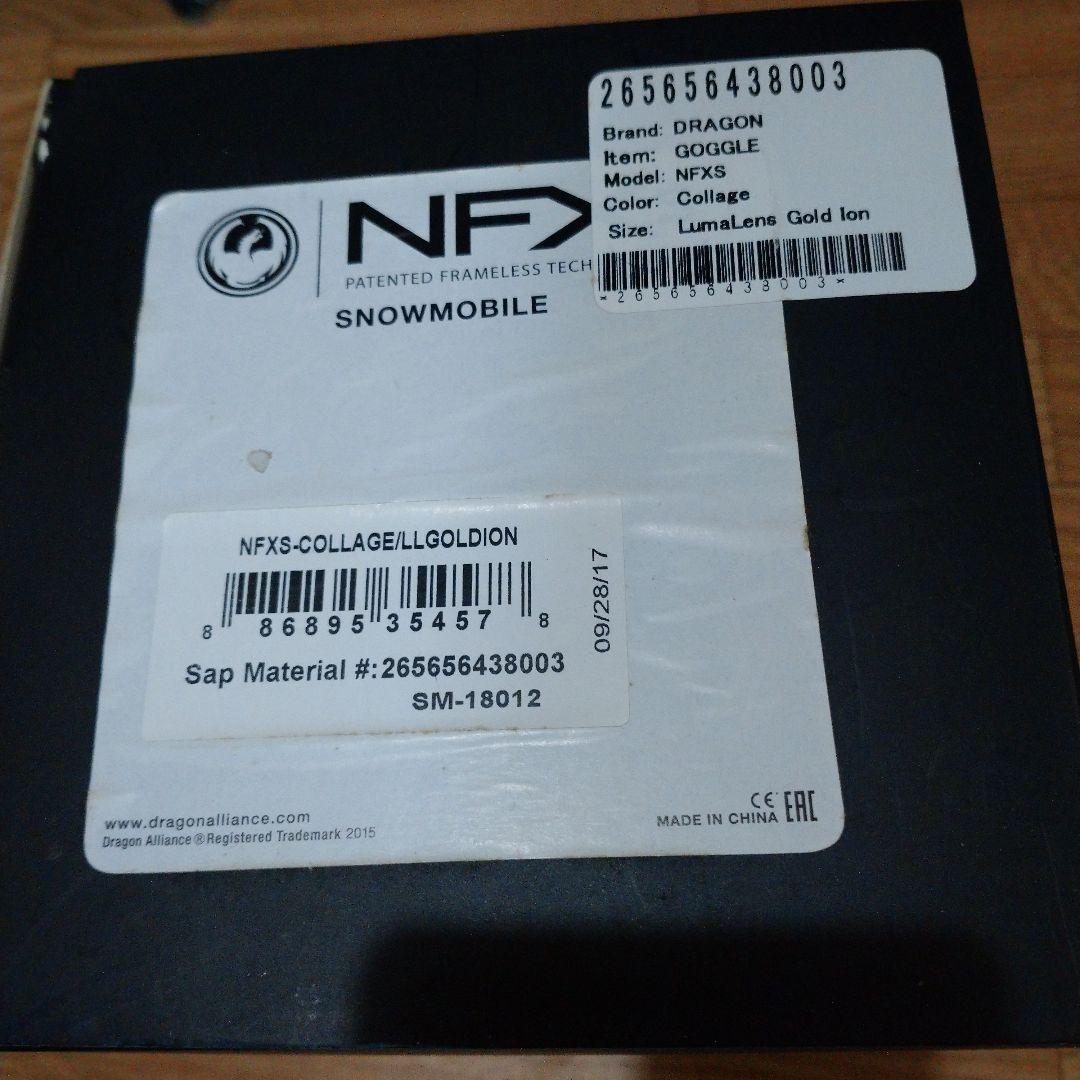 265656438003
Brand: DRAGON
Item: GOGGLE
Model: NFXS
Color: Collage
Size: LumaLens Gold Ion
*265656438003*
NFX
PATENTED FRAMELESS TECH
SNOWMOBILE
NFXS-COLLAGE/LLGOLDION
8 86895 35457 8
09/28/17
Sap Material #:265656438003
SM-18012
www.dragonalliance.com
Dragon Alliance®Registered Trademark 2015
CE EAC
MADE IN CHINA